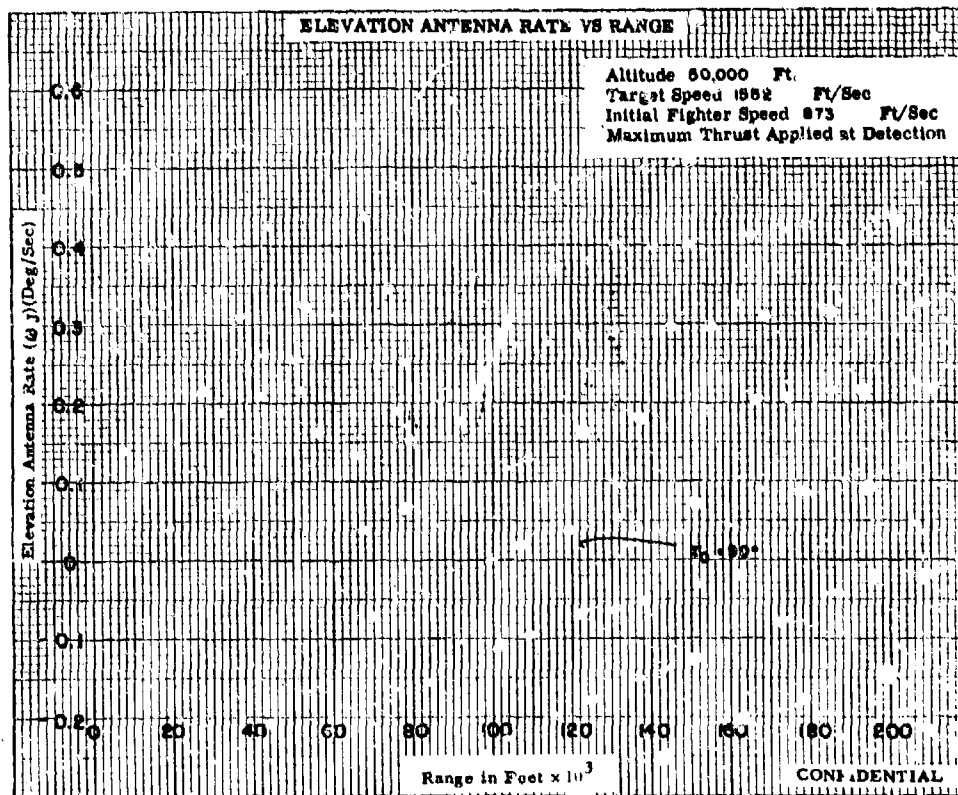 ELEVATION ANTENNA RATE VS RANGE
Altitude 60,000 Ft.
Target Speed 1552 Ft/Sec
Initial Fighter Speed 873 Ft/Sec
Maximum Thrust Applied at Detection
Elevation Antenna Rate (ω J)(Deg/Sec)
0.6
0.5
0.4
0.3
0.2
0.1
0
0.1
0.2
0 20 40 60 80 100 120 140 160 180 200
Range in Feet x 10³
CONFIDENTIAL